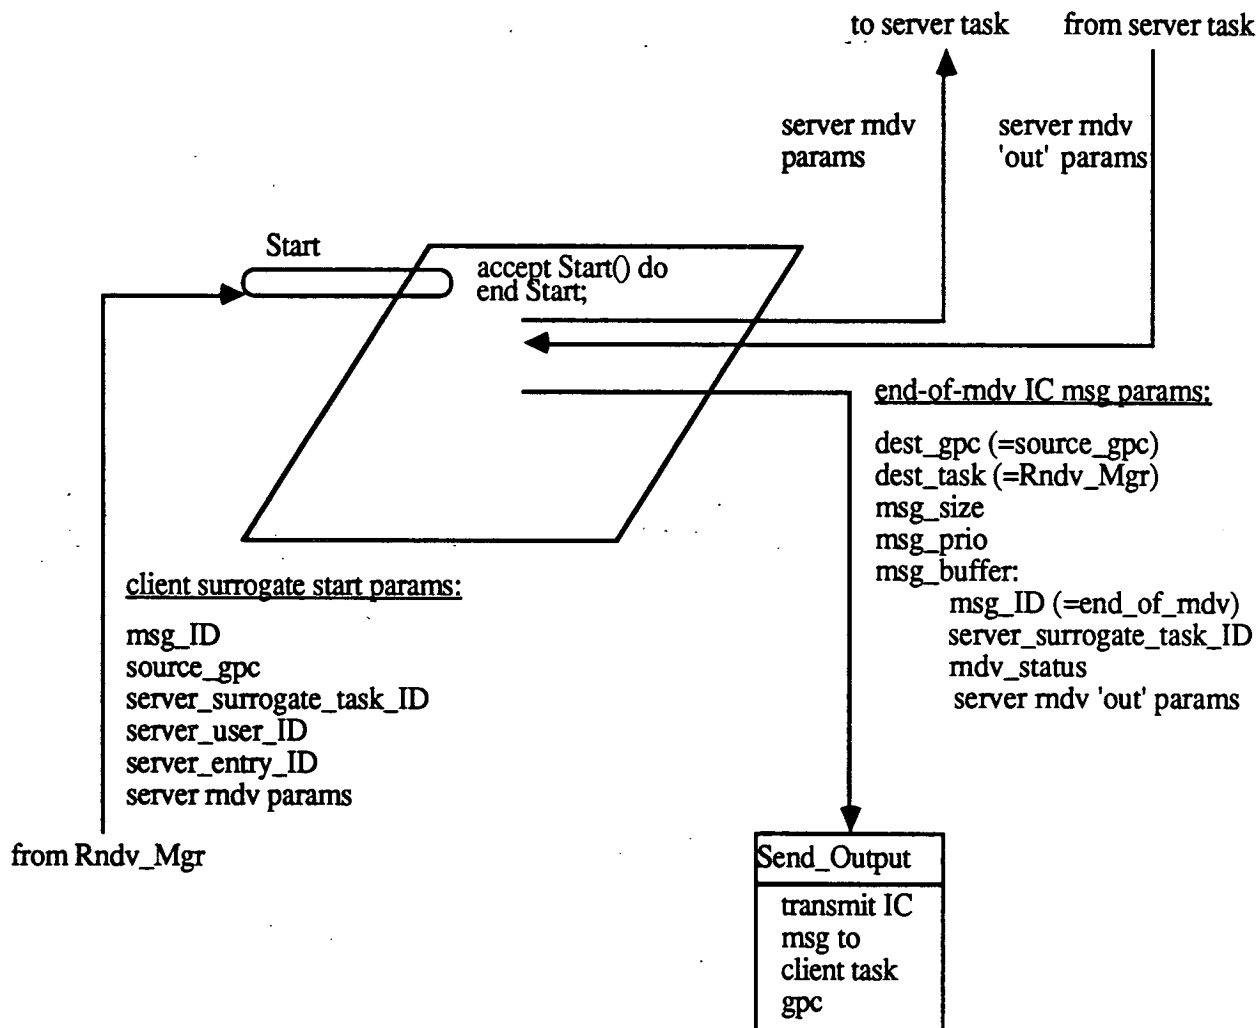 to server task
from server task
server rndv
params
server rndv
'out' params
Start
accept Start() do
end Start;
end-of-rndv IC msg params:
dest_gpc (=source_gpc)
dest_task (=Rndv_Mgr)
msg_size
msg_prio
msg_buffer:
msg_ID (=end_of_rndv)
server_surrogate_task_ID
rndv_status
server rndv 'out' params
client surrogate start params:
msg_ID
source_gpc
server_surrogate_task_ID
server_user_ID
server_entry_ID
server rndv params
from Rndv_Mgr
Send_Output
transmit IC
msg to
client task
gpc